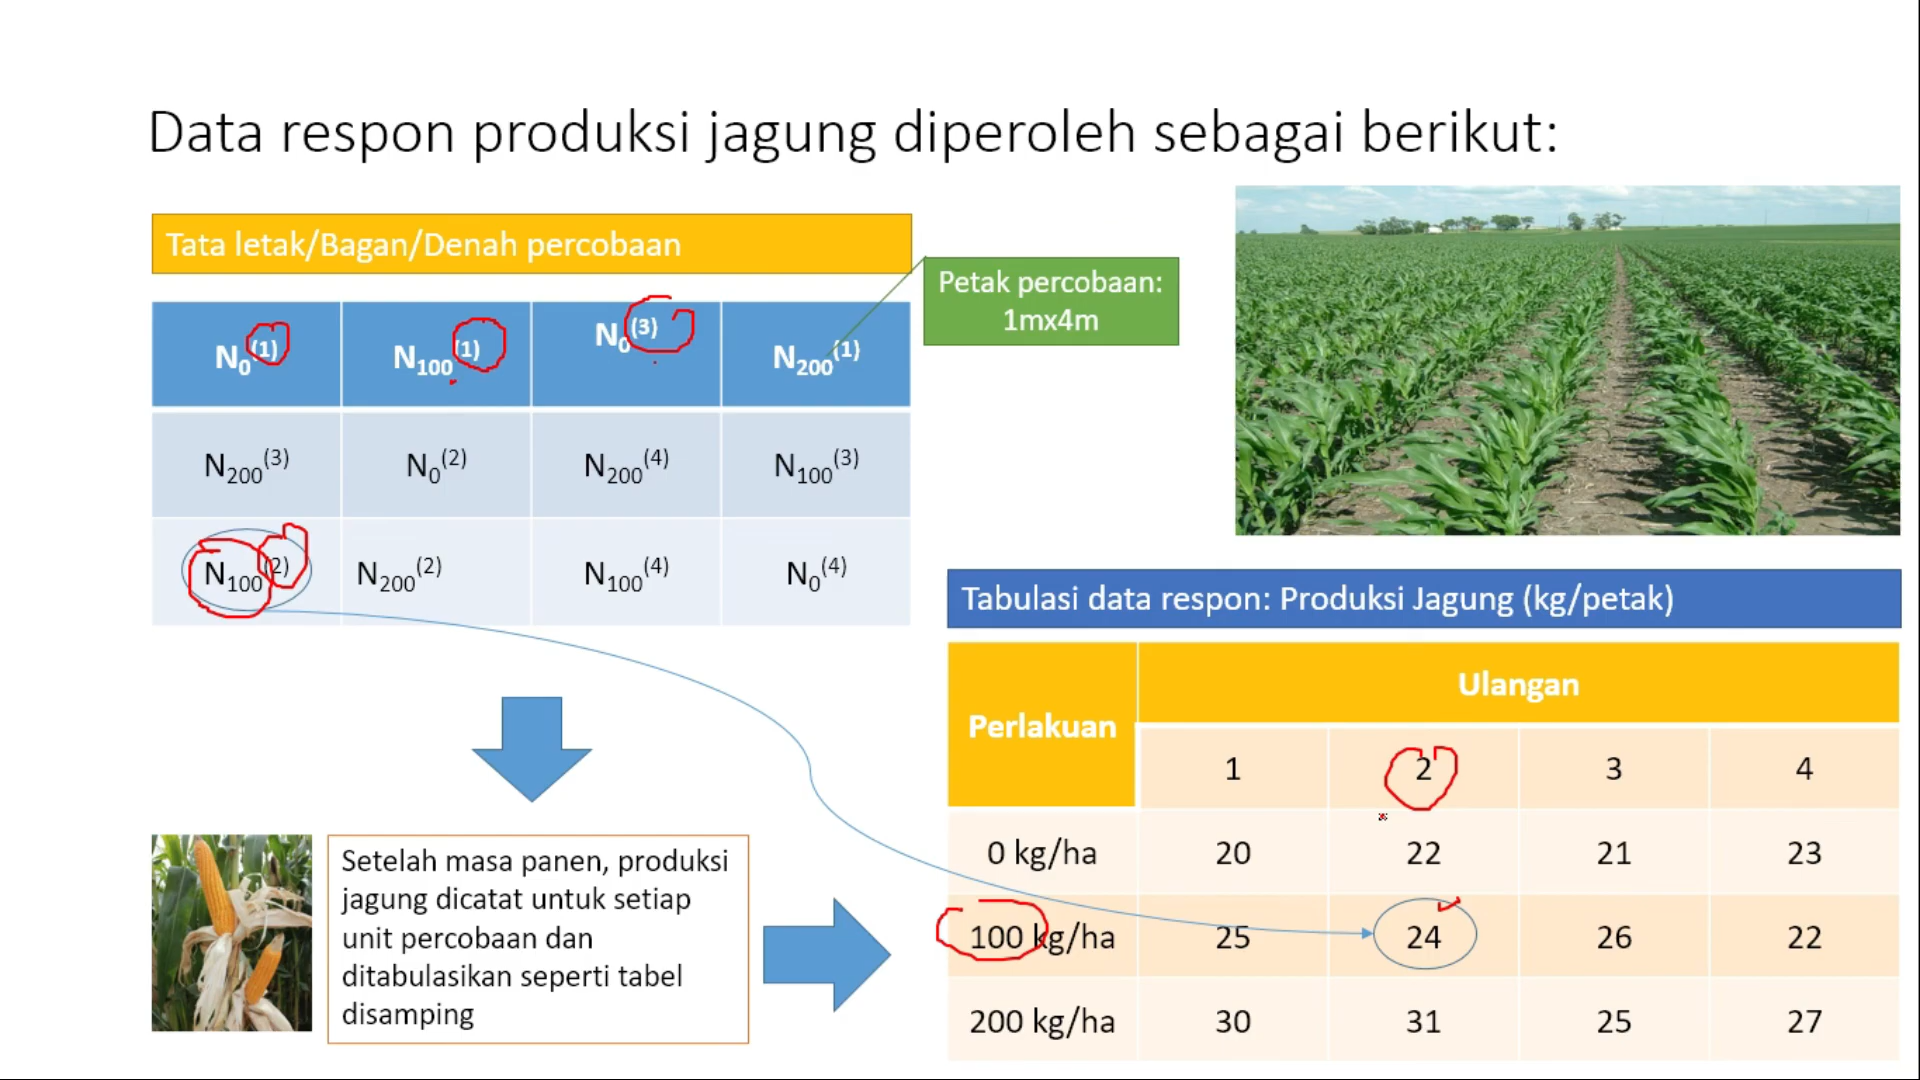 Data respon produksi jagung diperoleh sebagai berikut:
Tata letak/Bagan/Denah percobaan
Petak percobaan:
1mx4m
N₀⁽¹⁾ N₁₀₀⁽¹⁾ N₀⁽³⁾ N₂₀₀⁽¹⁾
N₂₀₀⁽³⁾ N₀⁽²⁾ N₂₀₀⁽⁴⁾ N₁₀₀⁽³⁾
N₁₀₀⁽²⁾ N₂₀₀⁽²⁾ N₁₀₀⁽⁴⁾ N₀⁽⁴⁾
Setelah masa panen, produksi
jagung dicatat untuk setiap
unit percobaan dan
ditabulasikan seperti tabel
disamping
Tabulasi data respon: Produksi Jagung (kg/petak)
Perlakuan Ulangan
1 2 3 4
0 kg/ha 20 22 21 23
100 kg/ha 25 24 26 22
200 kg/ha 30 31 25 27